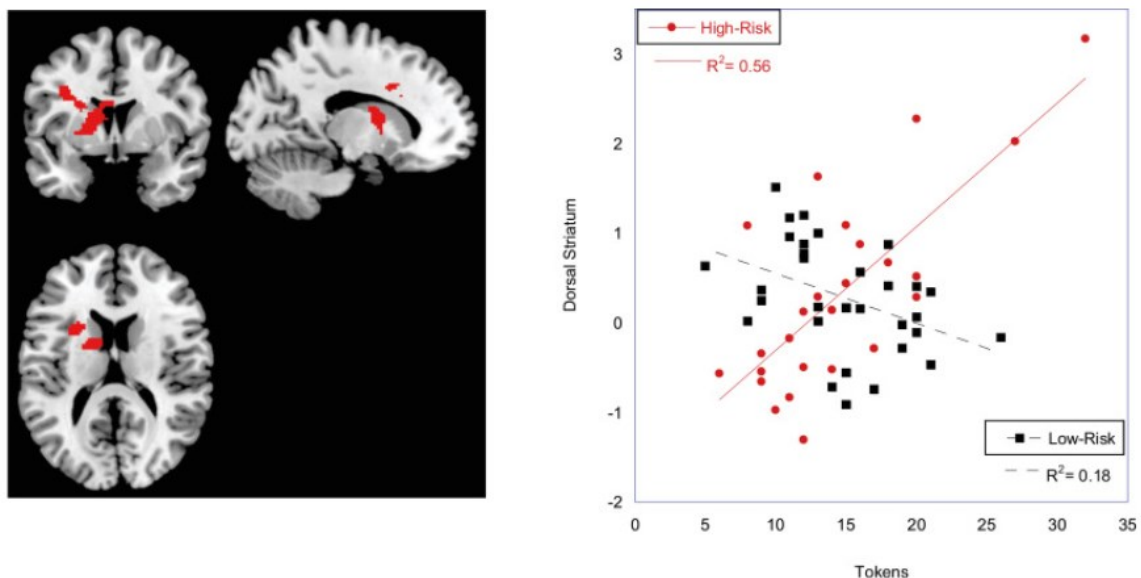 High-Risk
R²= 0.56
3
2
1
0
-1
-2
Dorsal Striatum
Low-Risk
R²= 0.18
0 5 10 15 20 25 30 35
Tokens